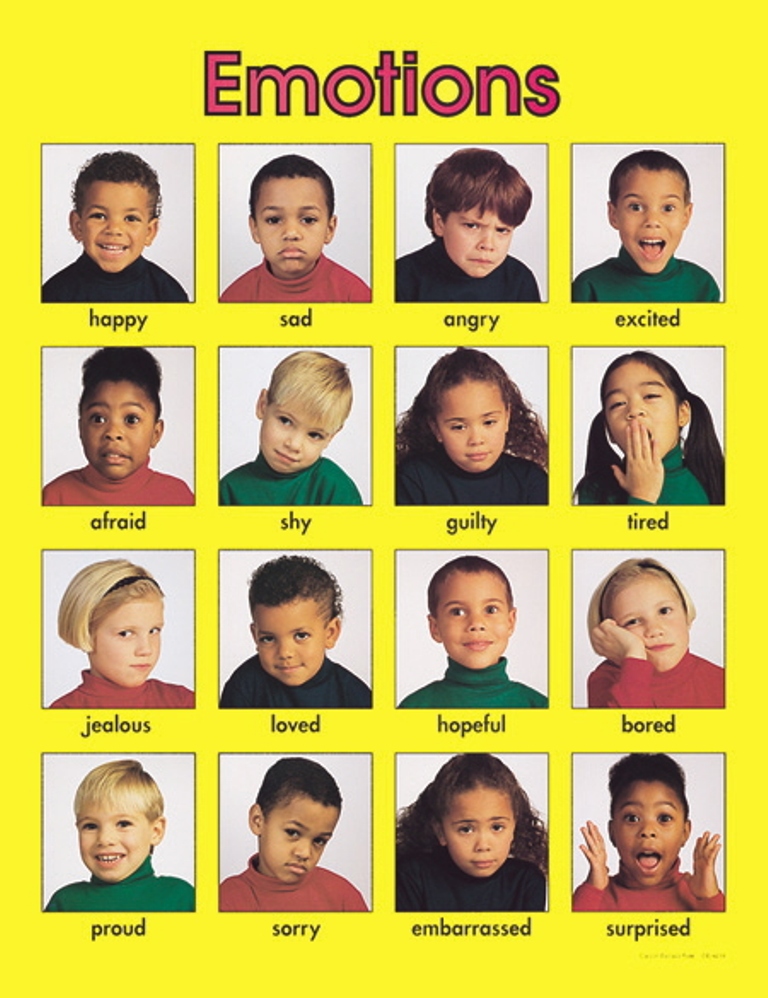 Emotions
happy sad angry excited
afraid shy guilty tired
jealous loved hopeful bored
proud sorry embarrassed surprised